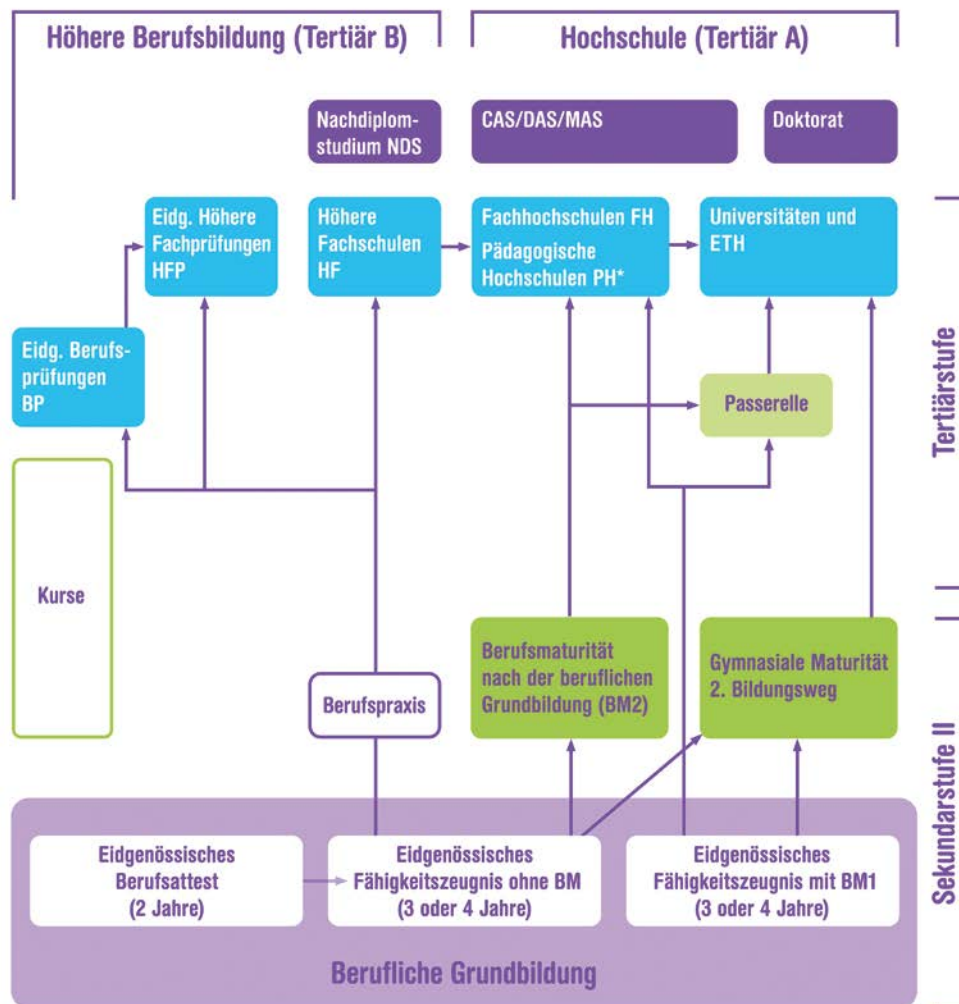 Höhere Berufsbildung (Tertiär B)
Hochschule (Tertiär A)
Nachdiplom-
studium NDS
CAS/DAS/MAS
Doktorat
Eidg. Höhere
Fachprüfungen
HFP
Höhere
Fachschulen
HF
Fachhochschulen FH
Pädagogische
Hochschulen PH*
Universitäten und
ETH
Eidg. Berufs-
prüfungen
BP
Passerelle
Tertiärstufe
Kurse
Berufspraxis
Berufsmaturität
nach der beruflichen
Grundbildung (BM2)
Gymnasiale Maturität
2. Bildungsweg
Sekundarstufe II
Eidgenössisches
Berufsattest
(2 Jahre)
Eidgenössisches
Fähigkeitszeugnis ohne BM
(3 oder 4 Jahre)
Eidgenössisches
Fähigkeitszeugnis mit BM1
(3 oder 4 Jahre)
Berufliche Grundbildung